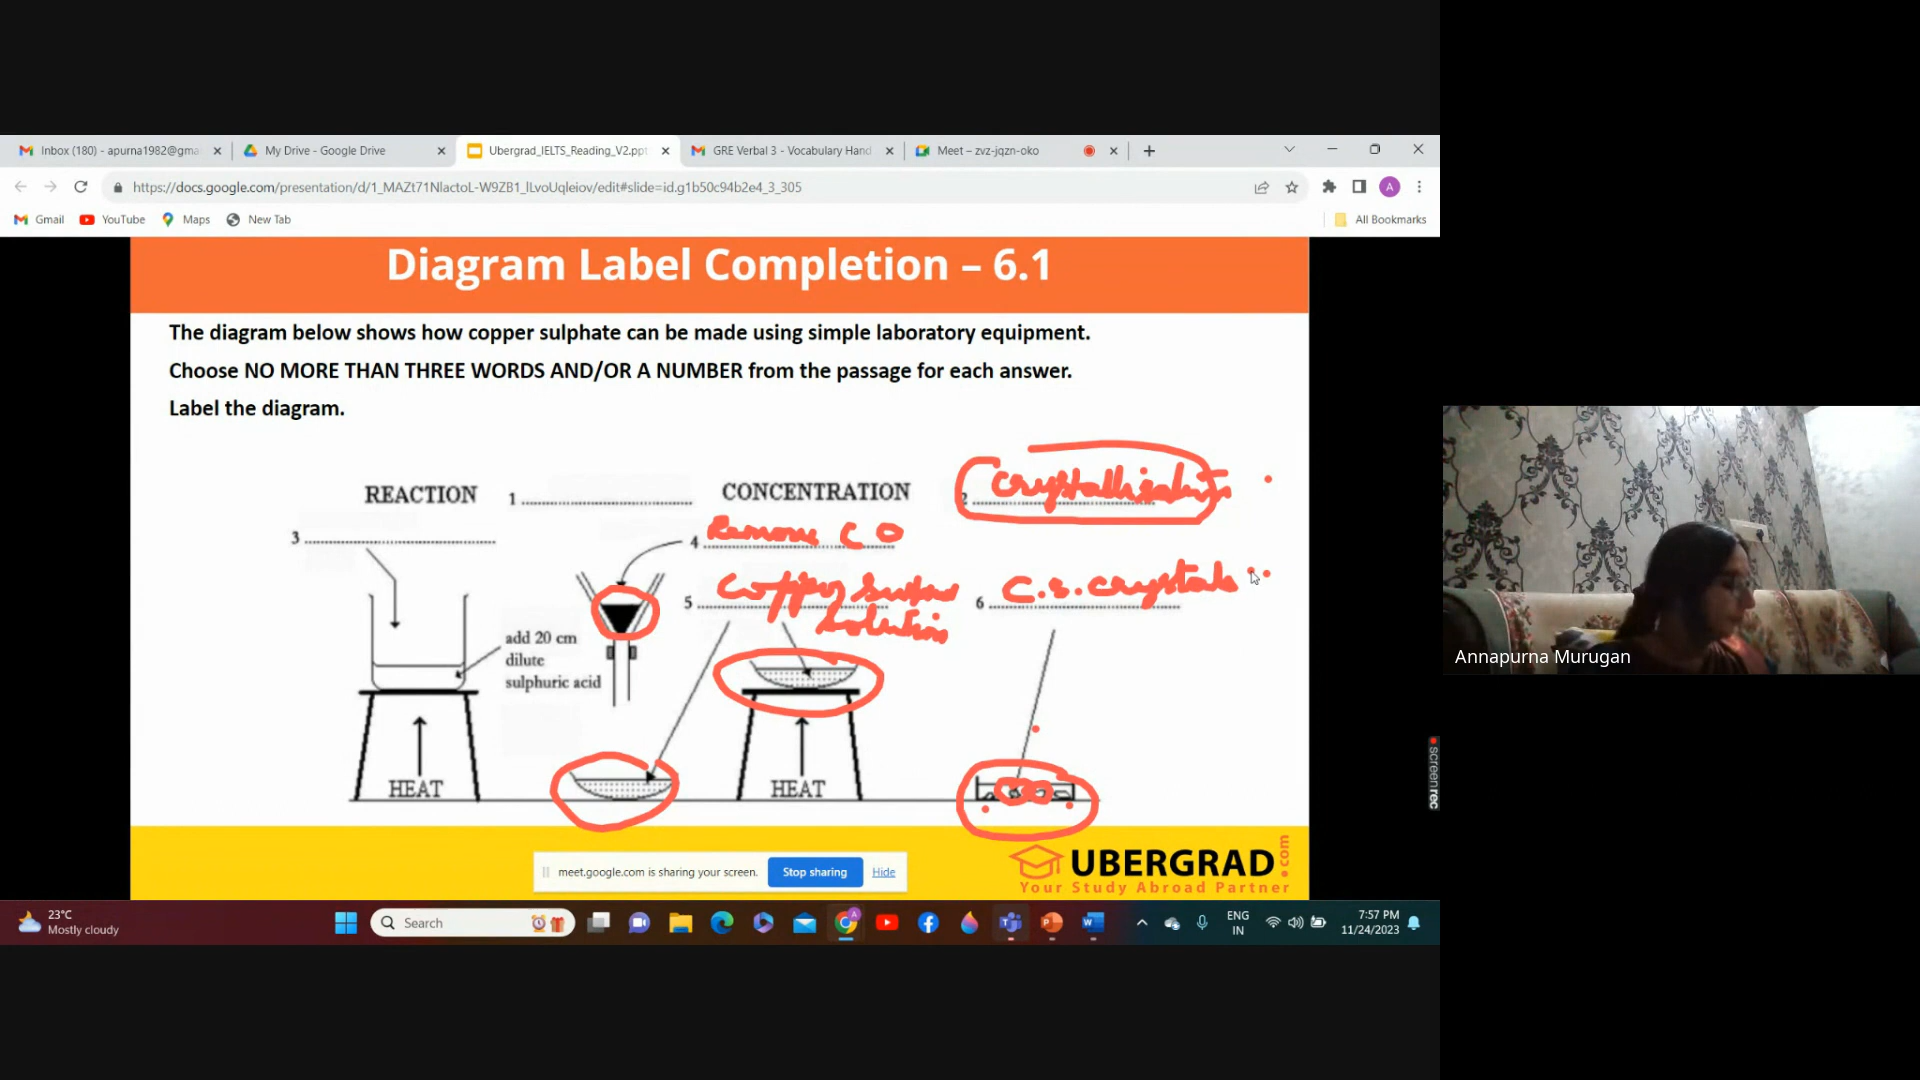 Inbox (180) - apurna1982@gma
My Drive - Google Drive
Ubergrad_IELTS_Reading_V2.ppt
GRE Verbal 3 - Vocabulary Hand
Meet – zvz-jqzn-oko
https://docs.google.com/presentation/d/1_MAZt71NlactoL-W9ZB1_lLvoUqleiov/edit#slide=id.g1b50c94b2e4_3_305
A
Gmail
YouTube
Maps
New Tab
All Bookmarks
Diagram Label Completion – 6.1
The diagram below shows how copper sulphate can be made using simple laboratory equipment.
Choose NO MORE THAN THREE WORDS AND/OR A NUMBER from the passage for each answer.
Label the diagram.
REACTION
1
CONCENTRATION
2
3
4 Remove C O
5
solution
6 C.S. crystals
add 20 cm
dilute
sulphuric acid
HEAT
HEAT
meet.google.com is sharing your screen.
Stop sharing
Hide
UBERGRAD.com
Your Study Abroad Partner
Annapurna Murugan
screenrec
23°C
Mostly cloudy
Search
ENG
IN
7:57 PM
11/24/2023